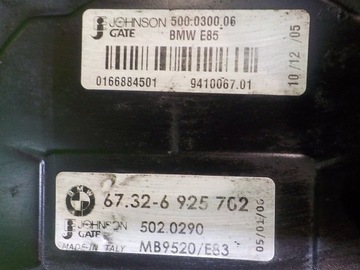 JOHNSON 500.0300.06
GATE BMW E85
0166884501 9410067.01
10/12/05
BMW
67.32-6 925 702
JOHNSON 502.0290
GATE
MADE IN ITALY MB9520/E83
05/01/06